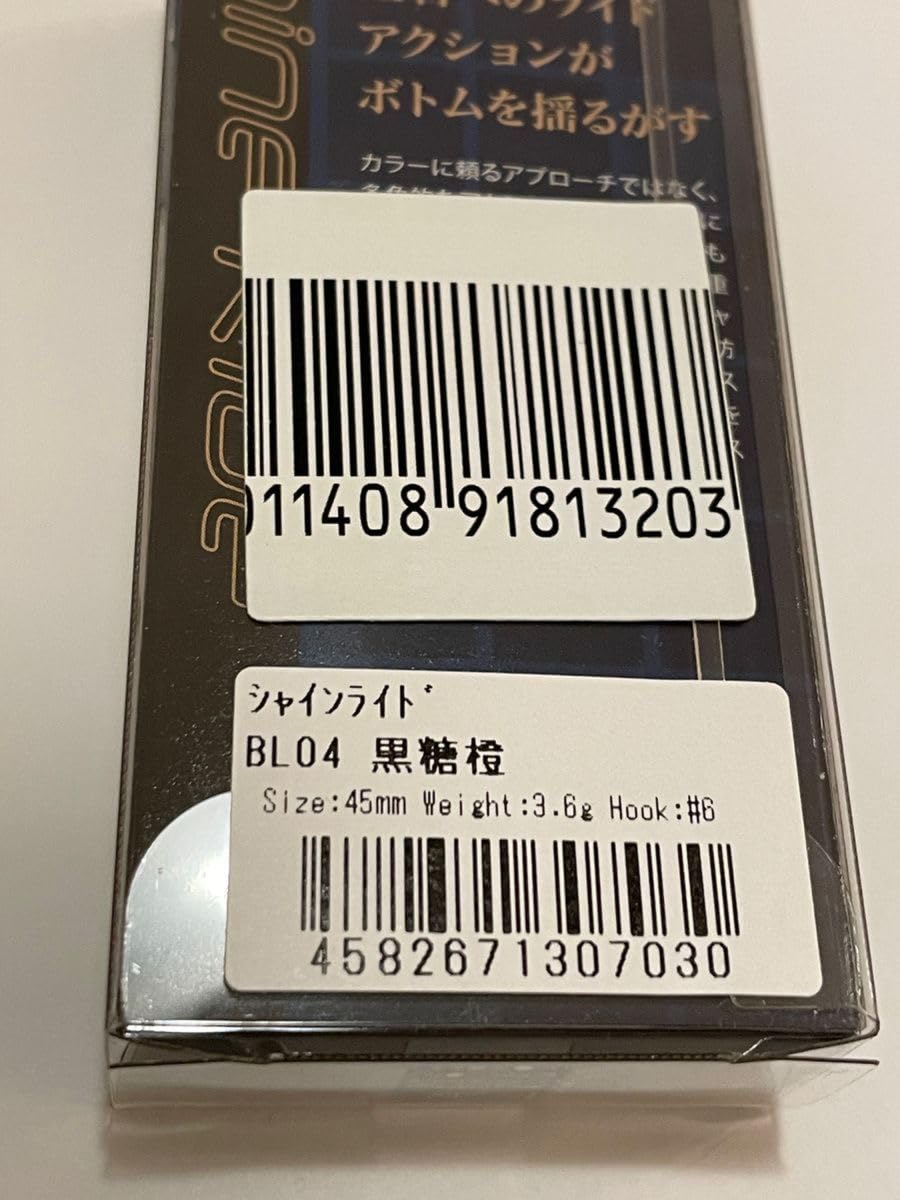 アクションが
ボトムを揺るがす
カラーに頼るアプローチではなく、
11408 91813203
シャインライド
BL04 黒糖橙
Size:45mm Weight:3.6g Hook:#6
4582671307030